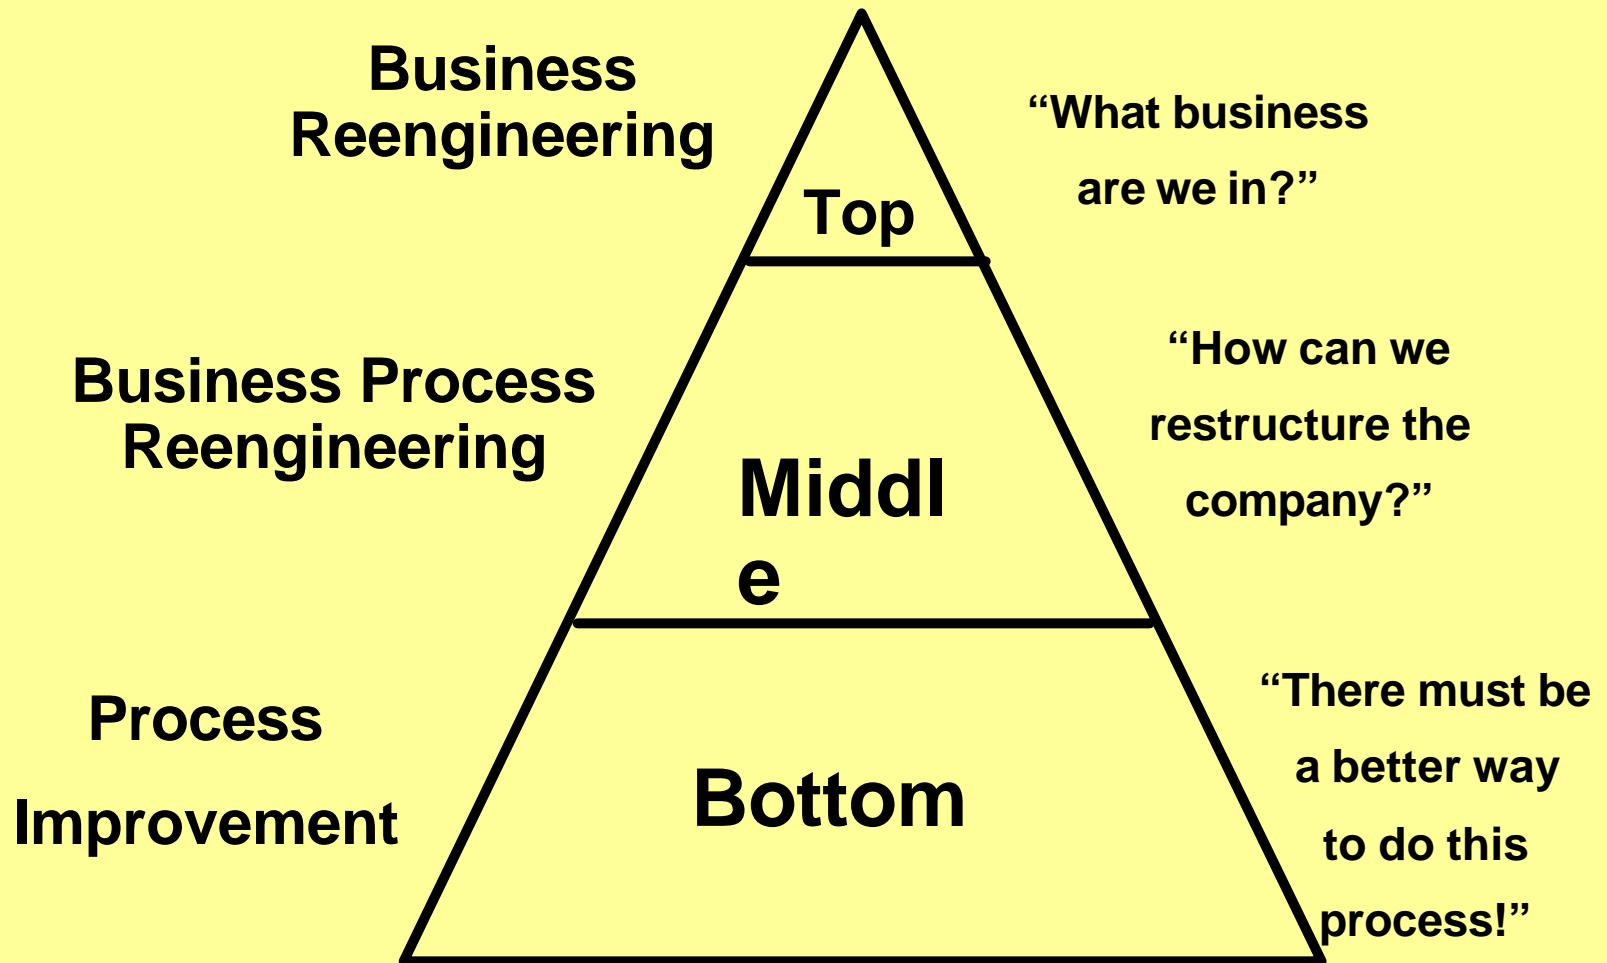 Business
Reengineering
“What business
are we in?”
Top
Business Process
Reengineering
“How can we
restructure the
company?”
Middl
e
Process
Improvement
“There must be
a better way
to do this
process!”
Bottom